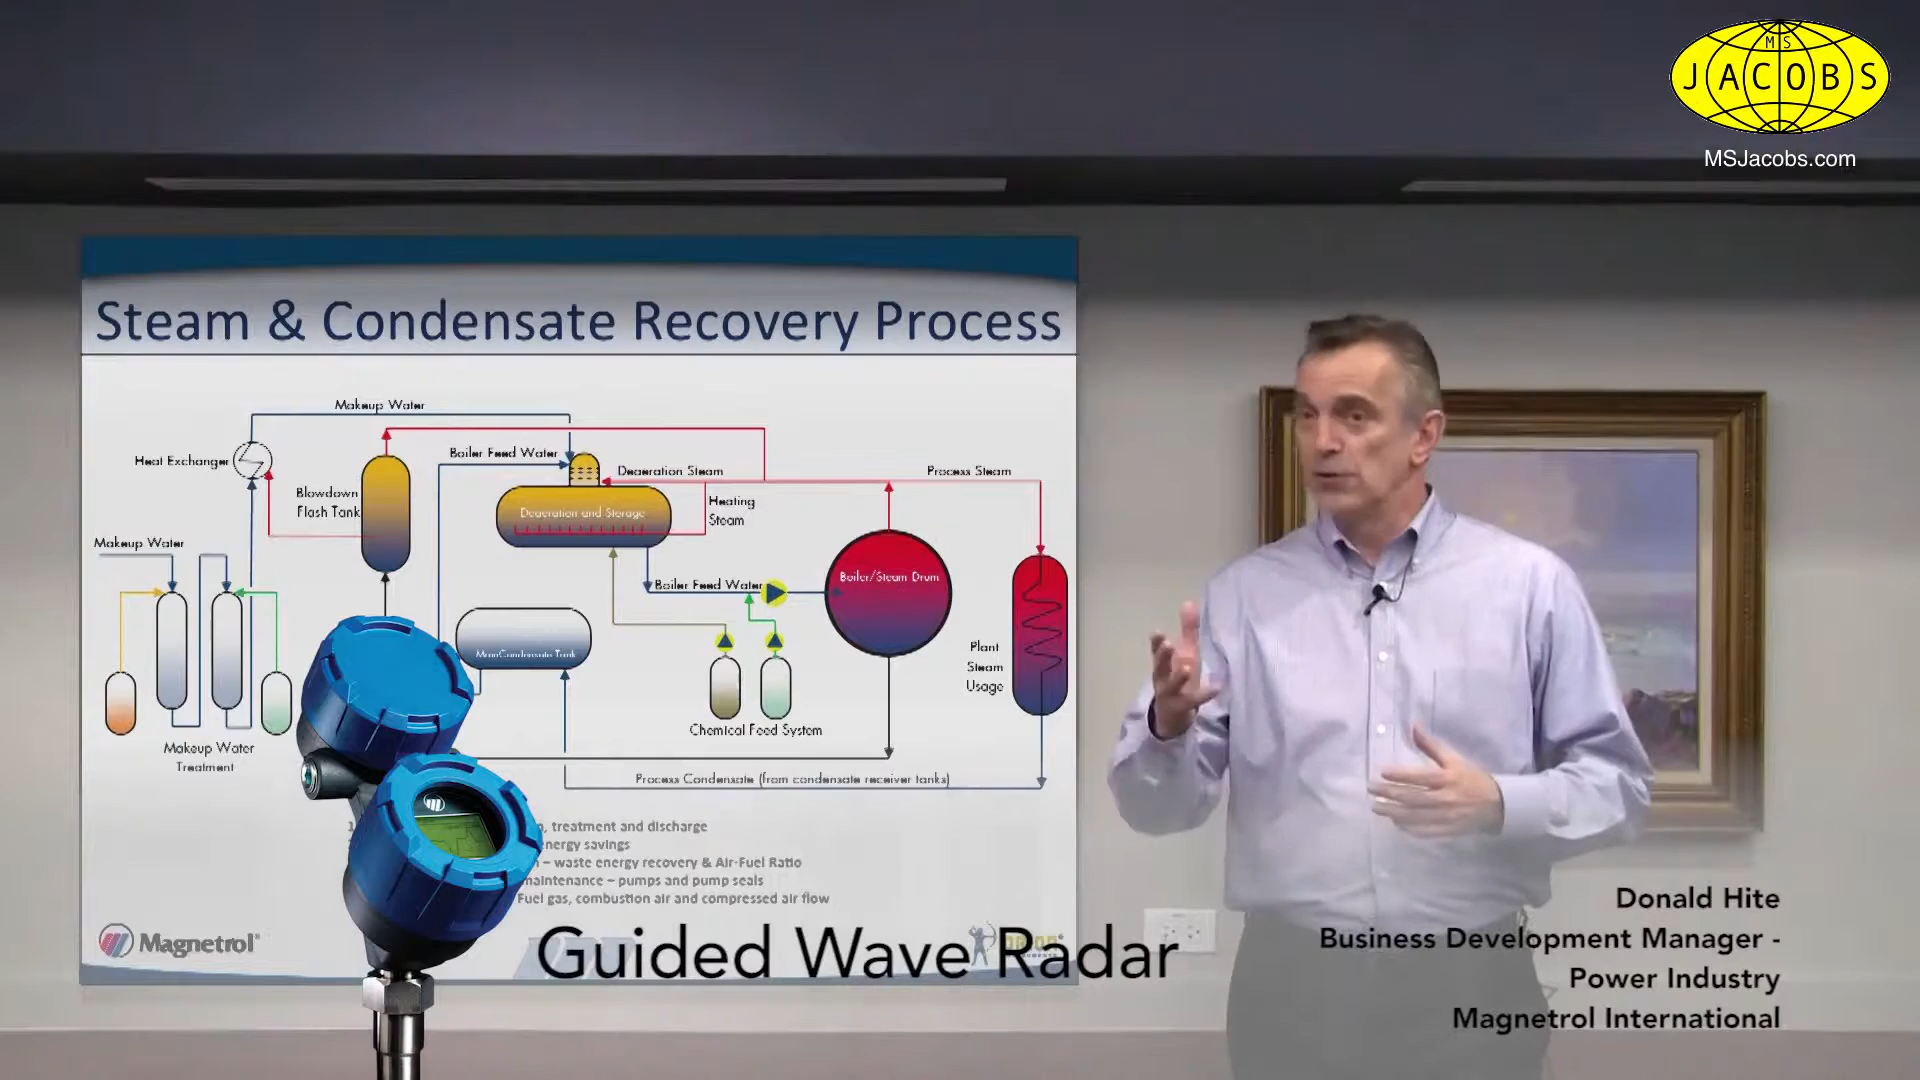 MS
JACOBS
MSJacobs.com
Steam & Condensate Recovery Process
Makeup Water
Heat Exchanger
Boiler Feed Water
Deaeration Steam
Process Steam
Blowdown
Flash Tank
Heating
Steam
Deaeration and Storage
Makeup Water
Boiler Feed Water
Boiler/Steam Drum
Main Condensate Tank
Plant
Steam
Usage
Chemical Feed System
Makeup Water
Treatment
Process Condensate (from condensate receiver tanks)
treatment and discharge
energy savings
– waste energy recovery & Air-Fuel Ratio
maintenance – pumps and pump seals
Fuel gas, combustion air and compressed air flow
Magnetrol®
Guided Wave Radar
Donald Hite
Business Development Manager -
Power Industry
Magnetrol International